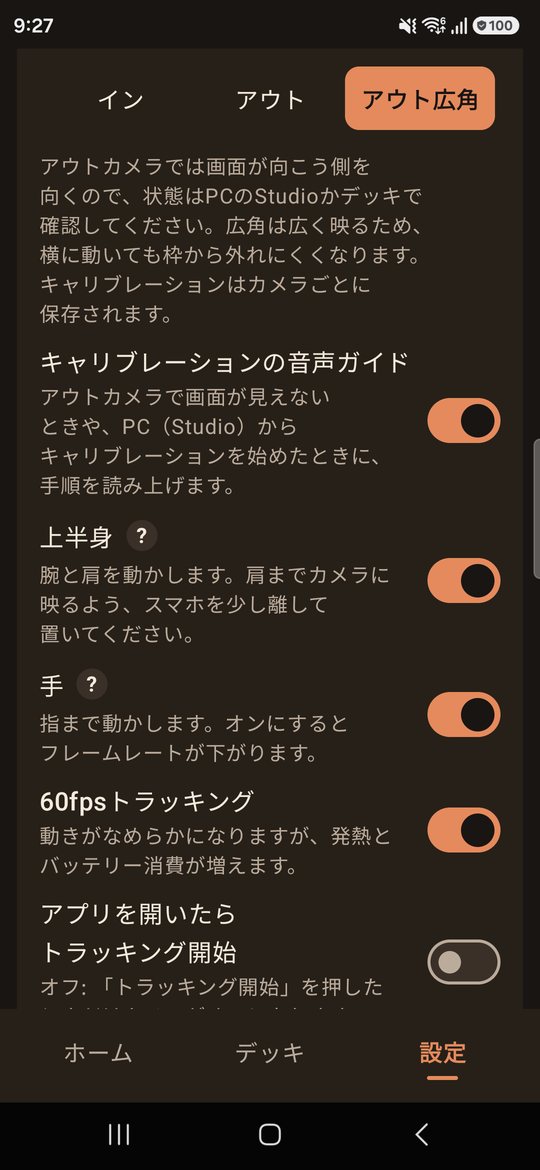 9:27
6
100
イン アウト アウト広角
アウトカメラでは画面が向こう側を
向くので、状態はPCのStudioかデッキで
確認してください。広角は広く映るため、
横に動いても枠から外れにくくなります。
キャリブレーションはカメラごとに
保存されます。
キャリブレーションの音声ガイド
アウトカメラで画面が見えない
ときや、PC（Studio）から
キャリブレーションを始めたときに、
手順を読み上げます。
上半身 ?
腕と肩を動かします。肩までカメラに
映るよう、スマホを少し離して
置いてください。
手 ?
指まで動かします。オンにすると
フレームレートが下がります。
60fpsトラッキング
動きがなめらかになりますが、発熱と
バッテリー消費が増えます。
アプリを開いたら
トラッキング開始
オフ: 「トラッキング開始」を押した
ホーム デッキ 設定